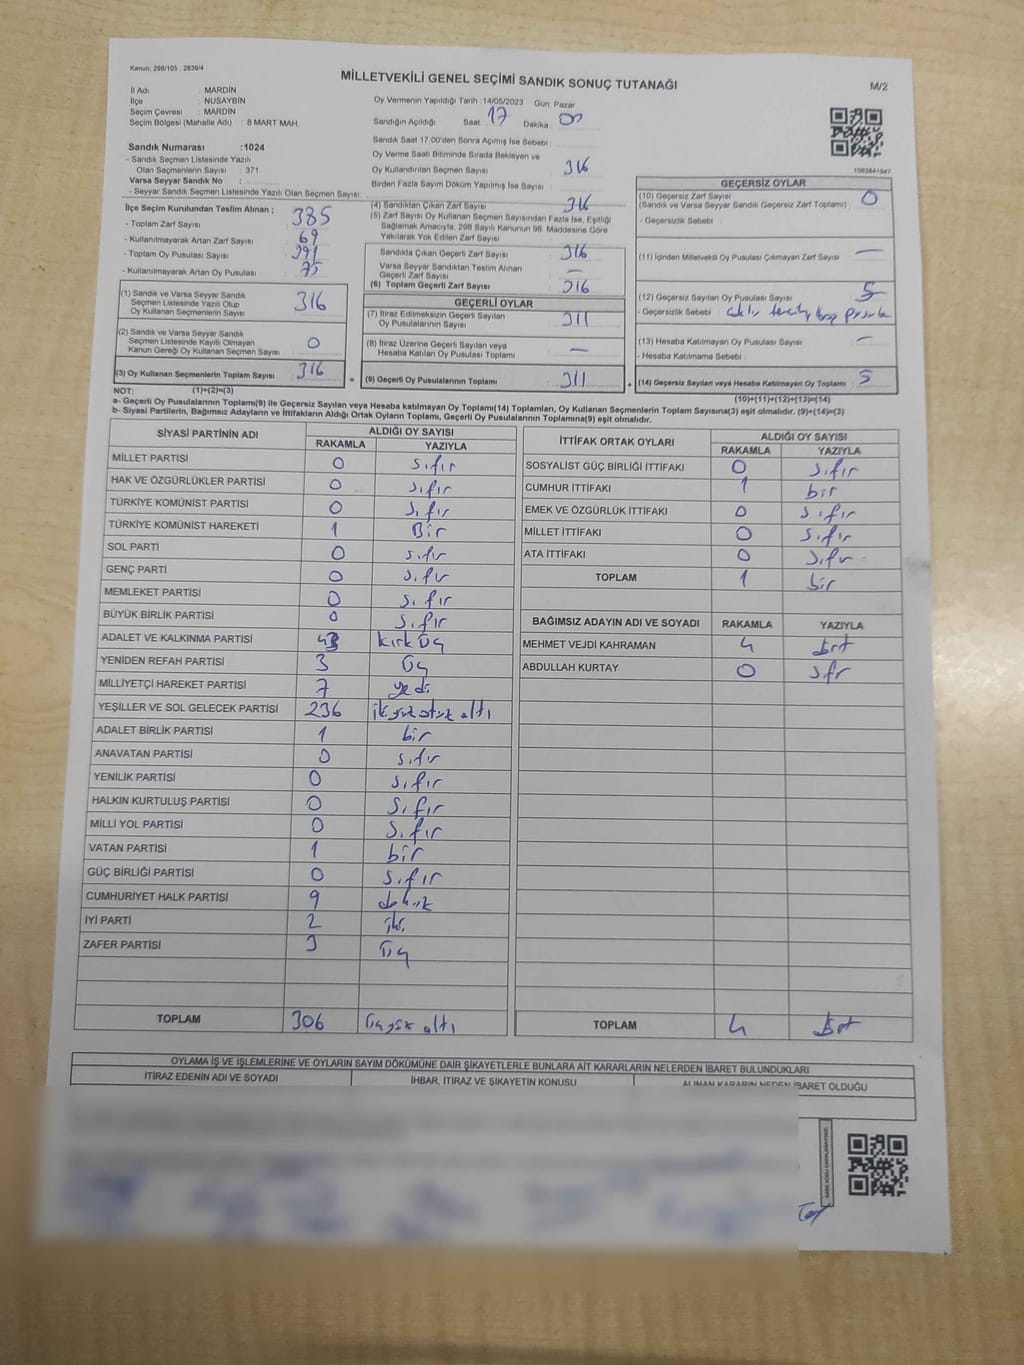 Kanun, 298/105 , 2839/4
MİLLETVEKİLİ GENEL SEÇİMİ SANDIK SONUÇ TUTANAĞI
M/2
İl Adı : MARDİN
İlçe : NUSAYBİN
Seçim Çevresi : MARDİN
Seçim Bölgesi (Mahalle Adı) : 8 MART MAH.
Sandık Numarası :1024
- Sandık Seçmen Listesinde Yazılı
Olan Seçmenlerin Sayısı : 371
Varsa Seyyar Sandık No :
- Seyyar Sandık Seçmen Listesinde Yazılı Olan Seçmen Sayısı:
Oy Vermenin Yapıldığı Tarih :14/05/2023 Gün: Pazar
Sandığın Açıldığı Saat: 17 Dakika : 00
Sandık Saat 17.00'den Sonra Açımış İse Sebebi :
Oy Verme Saati Bitiminde Sırada Bekleyen ve
Oy Kullandırılan Seçmen Sayısı : 316
Birden Fazla Sayım Döküm Yapılmış İse Sayısı :
İlçe Seçim Kurulundan Teslim Alınan ;
- Toplam Zarf Sayısı : 385
- Kullanılmayarak Artan Zarf Sayısı : 69
- Toplam Oy Pusulası Sayısı : 391
- Kullanılmayarak Artan Oy Pusulası : 75
(1) Sandık ve Varsa Seyyar Sandık
Seçmen Listesinde Yazılı Olup
Oy Kullanan Seçmenlerin Sayısı : 316
(2) Sandık ve Varsa Seyyar Sandık
Seçmen Listesinde Kayıtlı Olmayan
Kanun Gereği Oy Kullanan Seçmen Sayısı : 0
(3) Oy Kullanan Seçmenlerin Toplam Sayısı : 316
(4) Sandıktan Çıkan Zarf Sayısı : 316
(5) Zarf Sayısı Oy Kullanan Seçmen Sayısından Fazla İse, Eşitliği
Sağlamak Amacıyla, 298 Sayılı Kanunun 98. Maddesine Göre
Yakılarak Yok Edilen Zarf Sayısı :
Sandıkta Çıkan Geçerli Zarf Sayısı : 316
Varsa Seyyar Sandıktan Teslim Alınan
Geçerli Zarf Sayısı : —
(6) Toplam Geçerli Zarf Sayısı : 316
GEÇERLİ OYLAR
(7) İtiraz Edilmeksizin Geçerli Sayılan
Oy Pusulalarının Sayısı : 311
(8) İtiraz Üzerine Geçerli Sayılan veya
Hesaba Katılan Oy Pusulası Toplamı : —
= (9) Geçerli Oy Pusulalarının Toplamı : 311
GEÇERSİZ OYLAR
(10) Geçersiz Zarf Sayısı : 0
(Sandık ve Varsa Seyyar Sandık Geçersiz Zarf Toplamı)
- Geçersizlik Sebebi :
(11) İçinden Milletvekili Oy Pusulası Çıkmayan Zarf Sayısı : —
(12) Geçersiz Sayılan Oy Pusulası Sayısı : 5
- Geçersizlik Sebebi :
(13) Hesaba Katılmayan Oy Pusulası Sayısı : —
- Hesaba Katılmama Sebebi :
+ (14) Geçersiz Sayılan veya Hesaba Katılmayan Oy Toplamı : 5
NOT: (1)+(2)=(3)
(10)+(11)+(12)+(13)=(14)
a- Geçerli Oy Pusulalarının Toplamı(9) ile Geçersiz Sayılan veya Hesaba katılmayan Oy Toplamı(14) Toplamları, Oy Kullanan Seçmenlerin Toplam Sayısına(3) eşit olmalıdır. (9)+(14)=(3)
b- Siyasi Partilerin, Bağımsız Adayların ve İttifakların Aldığı Ortak Oyların Toplamı, Geçerli Oy Pusulalarının Toplamına(9) eşit olmalıdır.
SİYASİ PARTİNİN ADI ALDIĞI OY SAYISI
RAKAMLA YAZIYLA
MİLLET PARTİSİ 0 sıfır
HAK VE ÖZGÜRLÜKLER PARTİSİ 0 sıfır
TÜRKİYE KOMÜNİST PARTİSİ 0 sıfır
TÜRKİYE KOMÜNİST HAREKETİ 1 Bir
SOL PARTİ 0 sıfır
GENÇ PARTİ 0 sıfır
MEMLEKET PARTİSİ 0 sıfır
BÜYÜK BİRLİK PARTİSİ 0 sıfır
ADALET VE KALKINMA PARTİSİ 43 kırk üç
YENİDEN REFAH PARTİSİ 3 üç
MİLLİYETÇİ HAREKET PARTİSİ 7 yedi
YEŞİLLER VE SOL GELECEK PARTİSİ 236 ikiyüz otuz altı
ADALET BİRLİK PARTİSİ 1 bir
ANAVATAN PARTİSİ 0 sıfır
YENİLİK PARTİSİ 0 sıfır
HALKIN KURTULUŞ PARTİSİ 0 sıfır
MİLLİ YOL PARTİSİ 0 sıfır
VATAN PARTİSİ 1 bir
GÜÇ BİRLİĞİ PARTİSİ 0 sıfır
CUMHURİYET HALK PARTİSİ 9 dokuz
İYİ PARTİ 2 iki
ZAFER PARTİSİ 3 üç
TOPLAM 306 üçyüz altı
İTTİFAK ORTAK OYLARI ALDIĞI OY SAYISI
RAKAMLA YAZIYLA
SOSYALİST GÜÇ BİRLİĞİ İTTİFAKI 0 sıfır
CUMHUR İTTİFAKI 1 bir
EMEK VE ÖZGÜRLÜK İTTİFAKI 0 sıfır
MİLLET İTTİFAKI 0 sıfır
ATA İTTİFAKI 0 sıfır
TOPLAM 1 bir
BAĞIMSIZ ADAYIN ADI VE SOYADI RAKAMLA YAZIYLA
MEHMET VEJDİ KAHRAMAN 4 dört
ABDULLAH KURTAY 0 sıfır
TOPLAM 4 dört
OYLAMA İŞ VE İŞLEMLERİNE VE OYLARIN SAYIM DÖKÜMÜNE DAİR ŞİKAYETLERLE BUNLARA AİT KARARLARIN NELERDEN İBARET BULUNDUKLARI
İTİRAZ EDENİN ADI VE SOYADI İHBAR, İTİRAZ VE ŞİKAYETİN KONUSU ALINAN KARARIN NEDEN İBARET OLDUĞU